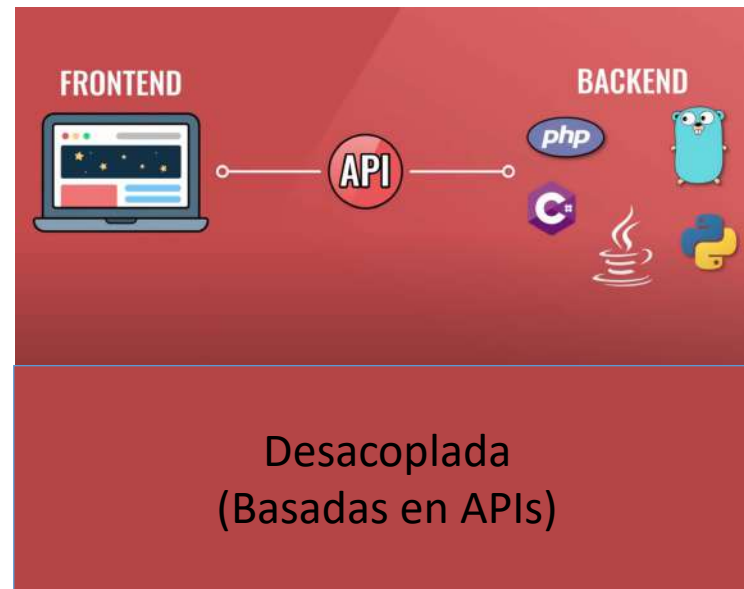 FRONTEND
BACKEND
API
php
C#
Desacoplada
(Basadas en APIs)